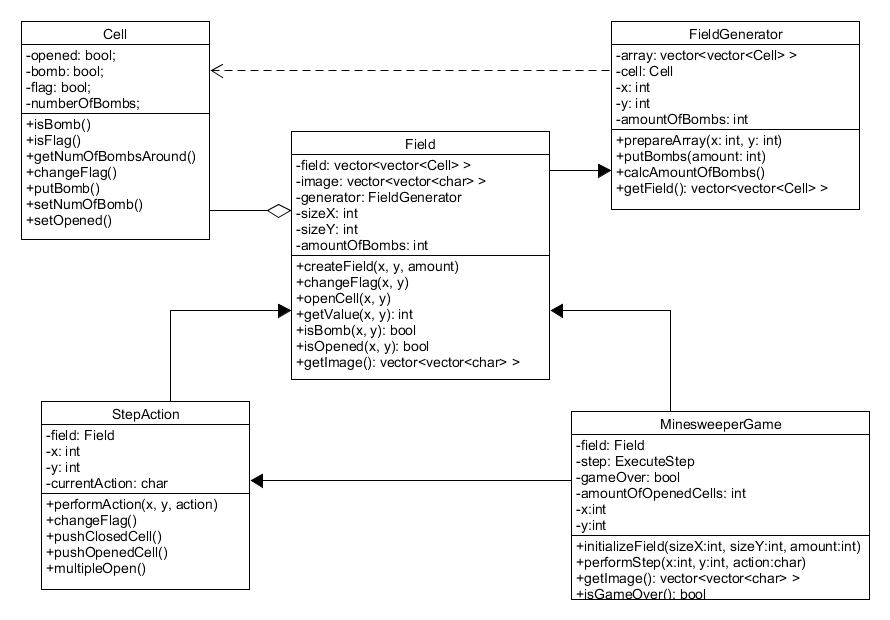 Cell
-opened: bool;
-bomb: bool;
-flag: bool;
-numberOfBombs;
+isBomb()
+isFlag()
+getNumOfBombsAround()
+changeFlag()
+putBomb()
+setNumOfBomb()
+setOpened()
FieldGenerator
-array: vector<vector<Cell> >
-cell: Cell
-x: int
-y: int
-amountOfBombs: int
+prepareArray(x: int, y: int)
+putBombs(amount: int)
+calcAmountOfBombs()
+getField(): vector<vector<Cell> >
Field
-field: vector<vector<Cell> >
-image: vector<vector<char> >
-generator: FieldGenerator
-sizeX: int
-sizeY: int
-amountOfBombs: int
+createField(x, y, amount)
+changeFlag(x, y)
+openCell(x, y)
+getValue(x, y): int
+isBomb(x, y): bool
+isOpened(x, y): bool
+getImage(): vector<vector<char> >
StepAction
-field: Field
-x: int
-y: int
-currentAction: char
+performAction(x, y, action)
+changeFlag()
+pushClosedCell()
+pushOpenedCell()
+multipleOpen()
MinesweeperGame
-field: Field
-step: ExecuteStep
-gameOver: bool
-amountOfOpenedCells: int
-x:int
-y:int
+initializeField(sizeX:int, sizeY:int, amount:int)
+performStep(x:int, y:int, action:char)
+getImage(): vector<vector<char> >
+isGameOver(): bool